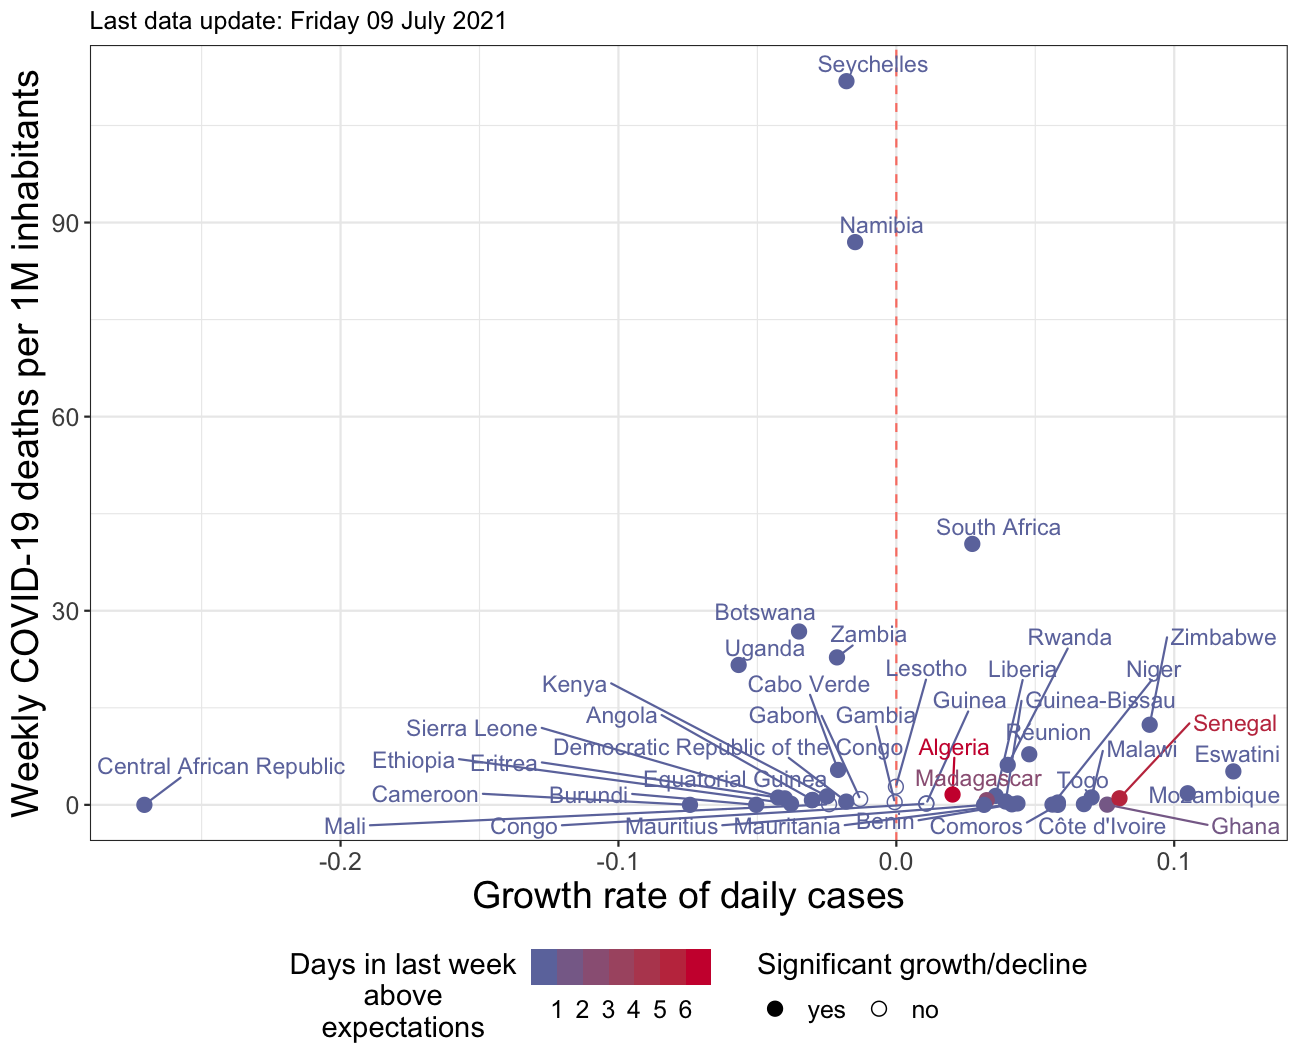 Last data update: Friday 09 July 2021
Weekly COVID-19 deaths per 1M inhabitants
90
60
30
0
Seychelles
Namibia
South Africa
Botswana
Zambia
Rwanda
Zimbabwe
Uganda
Lesotho
Liberia
Niger
Kenya
Cabo Verde
Guinea
Guinea-Bissau
Angola
Gabon
Gambia
Sierra Leone
Réunion
Senegal
Democratic Republic of the Congo
Algeria
Malawi
Ethiopia
Eritrea
Eswatini
Central African Republic
Equatorial Guinea
Madagascar
Togo
Cameroon
Burundi
Mozambique
Mali
Congo
Mauritius
Mauritania
Benin
Comoros
Côte d'Ivoire
Ghana
-0.2
-0.1
0.0
0.1
Growth rate of daily cases
Days in last week
above
expectations
1 2 3 4 5 6
Significant growth/decline
yes
no